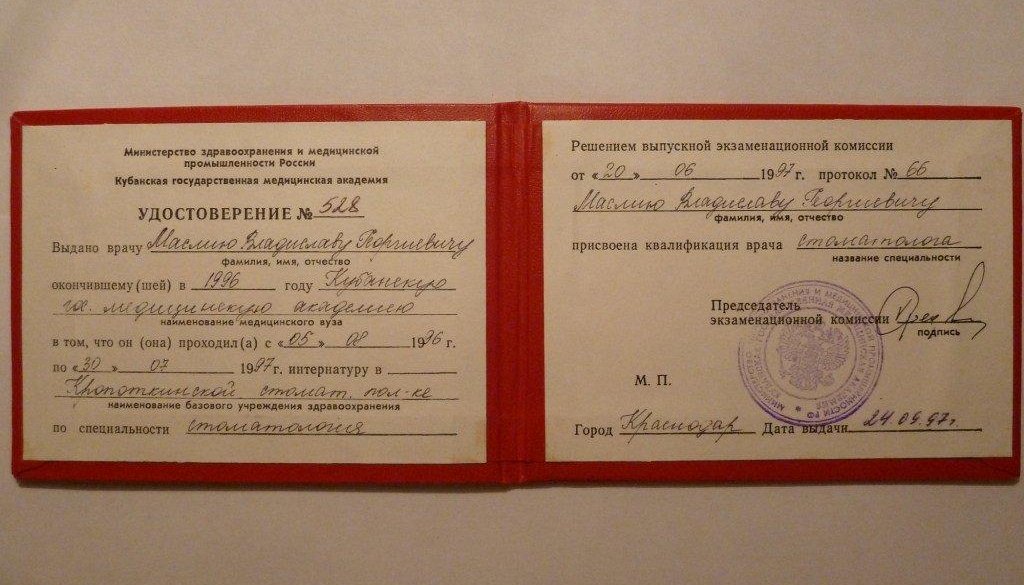 Министерство здравоохранения и медицинской
промышленности России
Кубанская государственная медицинская академия
УДОСТОВЕРЕНИЕ № 528
Выдано врачу Маслию Владиславу Георгиевичу
фамилия, имя, отчество
окончившему (шей) в 1996 году Кубанскую
гос. медицинскую академию
наименование медицинского вуза
в том, что он (она) проходил(а) с «05» 08 1996 г.
по «30» 07 1997г. интернатуру в
Кропоткинской стомат. пол-ке
наименование базового учреждения здравоохранения
по специальности стоматология
Решением выпускной экзаменационной комиссии
от «20» 06 1997 г. протокол № 66
Маслию Владиславу Георгиевичу
фамилия, имя, отчество
присвоена квалификация врача стоматолога
название специальности
Председатель
экзаменационной комиссии
подпись
М. П.
Город Краснодар Дата выдачи 24.09.97г.